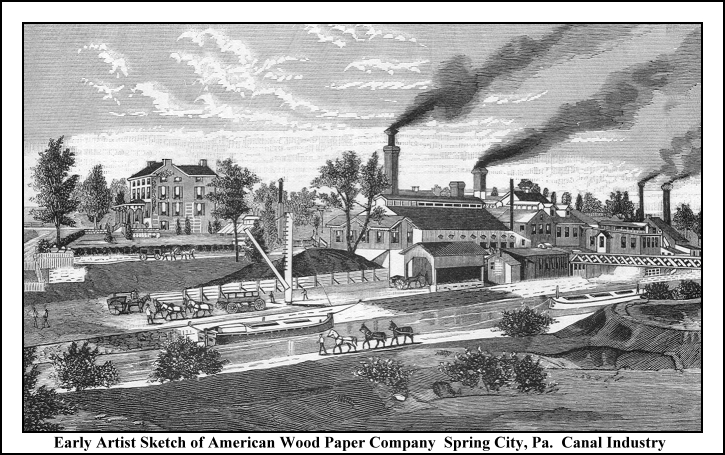 Early Artist Sketch of American Wood Paper Company Spring City, Pa. Canal Industry